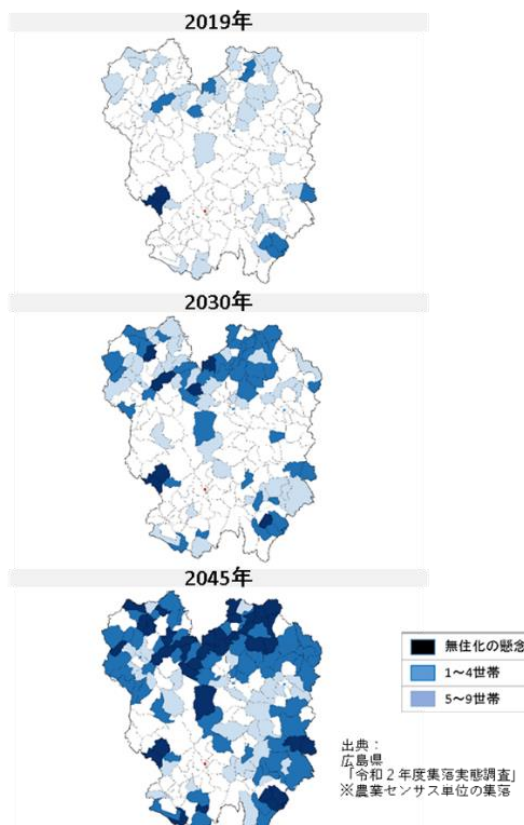 2019年
2030年
2045年
無住化の懸念
1～4世帯
5～9世帯
出典：
広島県
「令和２年度集落実態調査」
※農業センサス単位の集落